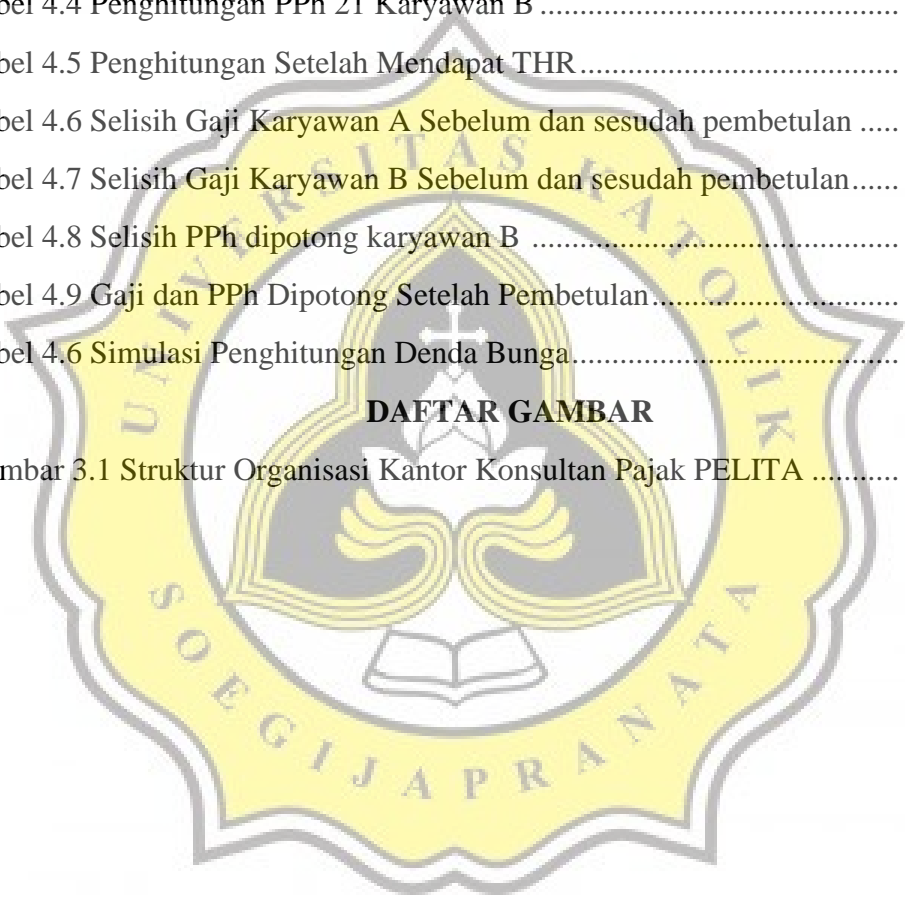 bel 4.4 Penghitungan PPh 21 Karyawan B ................................................
bel 4.5 Penghitungan Setelah Mendapat THR ...........................................
bel 4.6 Selisih Gaji Karyawan A Sebelum dan sesudah pembetulan .....
bel 4.7 Selisih Gaji Karyawan B Sebelum dan sesudah pembetulan......
bel 4.8 Selisih PPh dipotong karyawan B .................................................
bel 4.9 Gaji dan PPh Dipotong Setelah Pembetulan.................................
bel 4.6 Simulasi Penghitungan Denda Bunga............................................
DAFTAR GAMBAR
mbar 3.1 Struktur Organisasi Kantor Konsultan Pajak PELITA ...........
UNIVERSITAS KATOLIK
SOEGIJAPRANATA